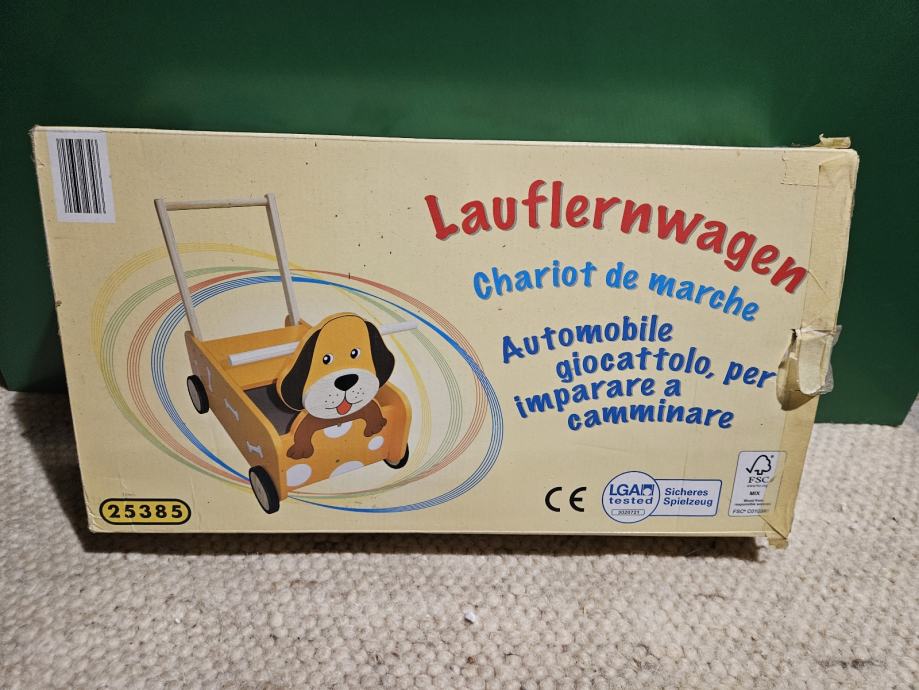 Lauflernwagen
Chariot de marche
Automobile
giocattolo, per
imparare a
camminare
25385
CE
LGA
tested
Sicheres
Spielzeug
FSC
MIX